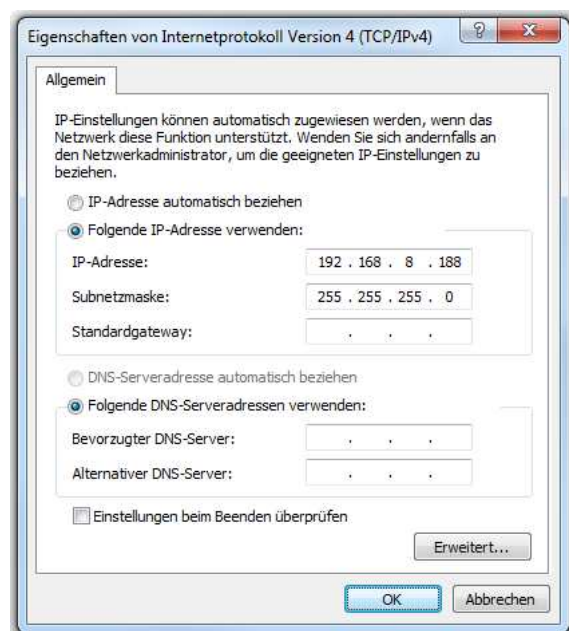 Eigenschaften von Internetprotokoll Version 4 (TCP/IPv4)
Allgemein
IP-Einstellungen können automatisch zugewiesen werden, wenn das
Netzwerk diese Funktion unterstützt. Wenden Sie sich andernfalls an
den Netzwerkadministrator, um die geeigneten IP-Einstellungen zu
beziehen.
IP-Adresse automatisch beziehen
Folgende IP-Adresse verwenden:
IP-Adresse: 192 . 168 . 8 . 188
Subnetzmaske: 255 . 255 . 255 . 0
Standardgateway: . . .
DNS-Serveradresse automatisch beziehen
Folgende DNS-Serveradressen verwenden:
Bevorzugter DNS-Server: . . .
Alternativer DNS-Server: . . .
Einstellungen beim Beenden überprüfen
Erweitert...
OK Abbrechen